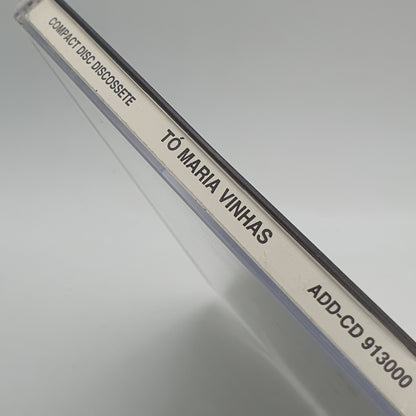 COMPACT DISC DISCOSSETE
TÓ MARIA VINHAS
ADD-CD 913000